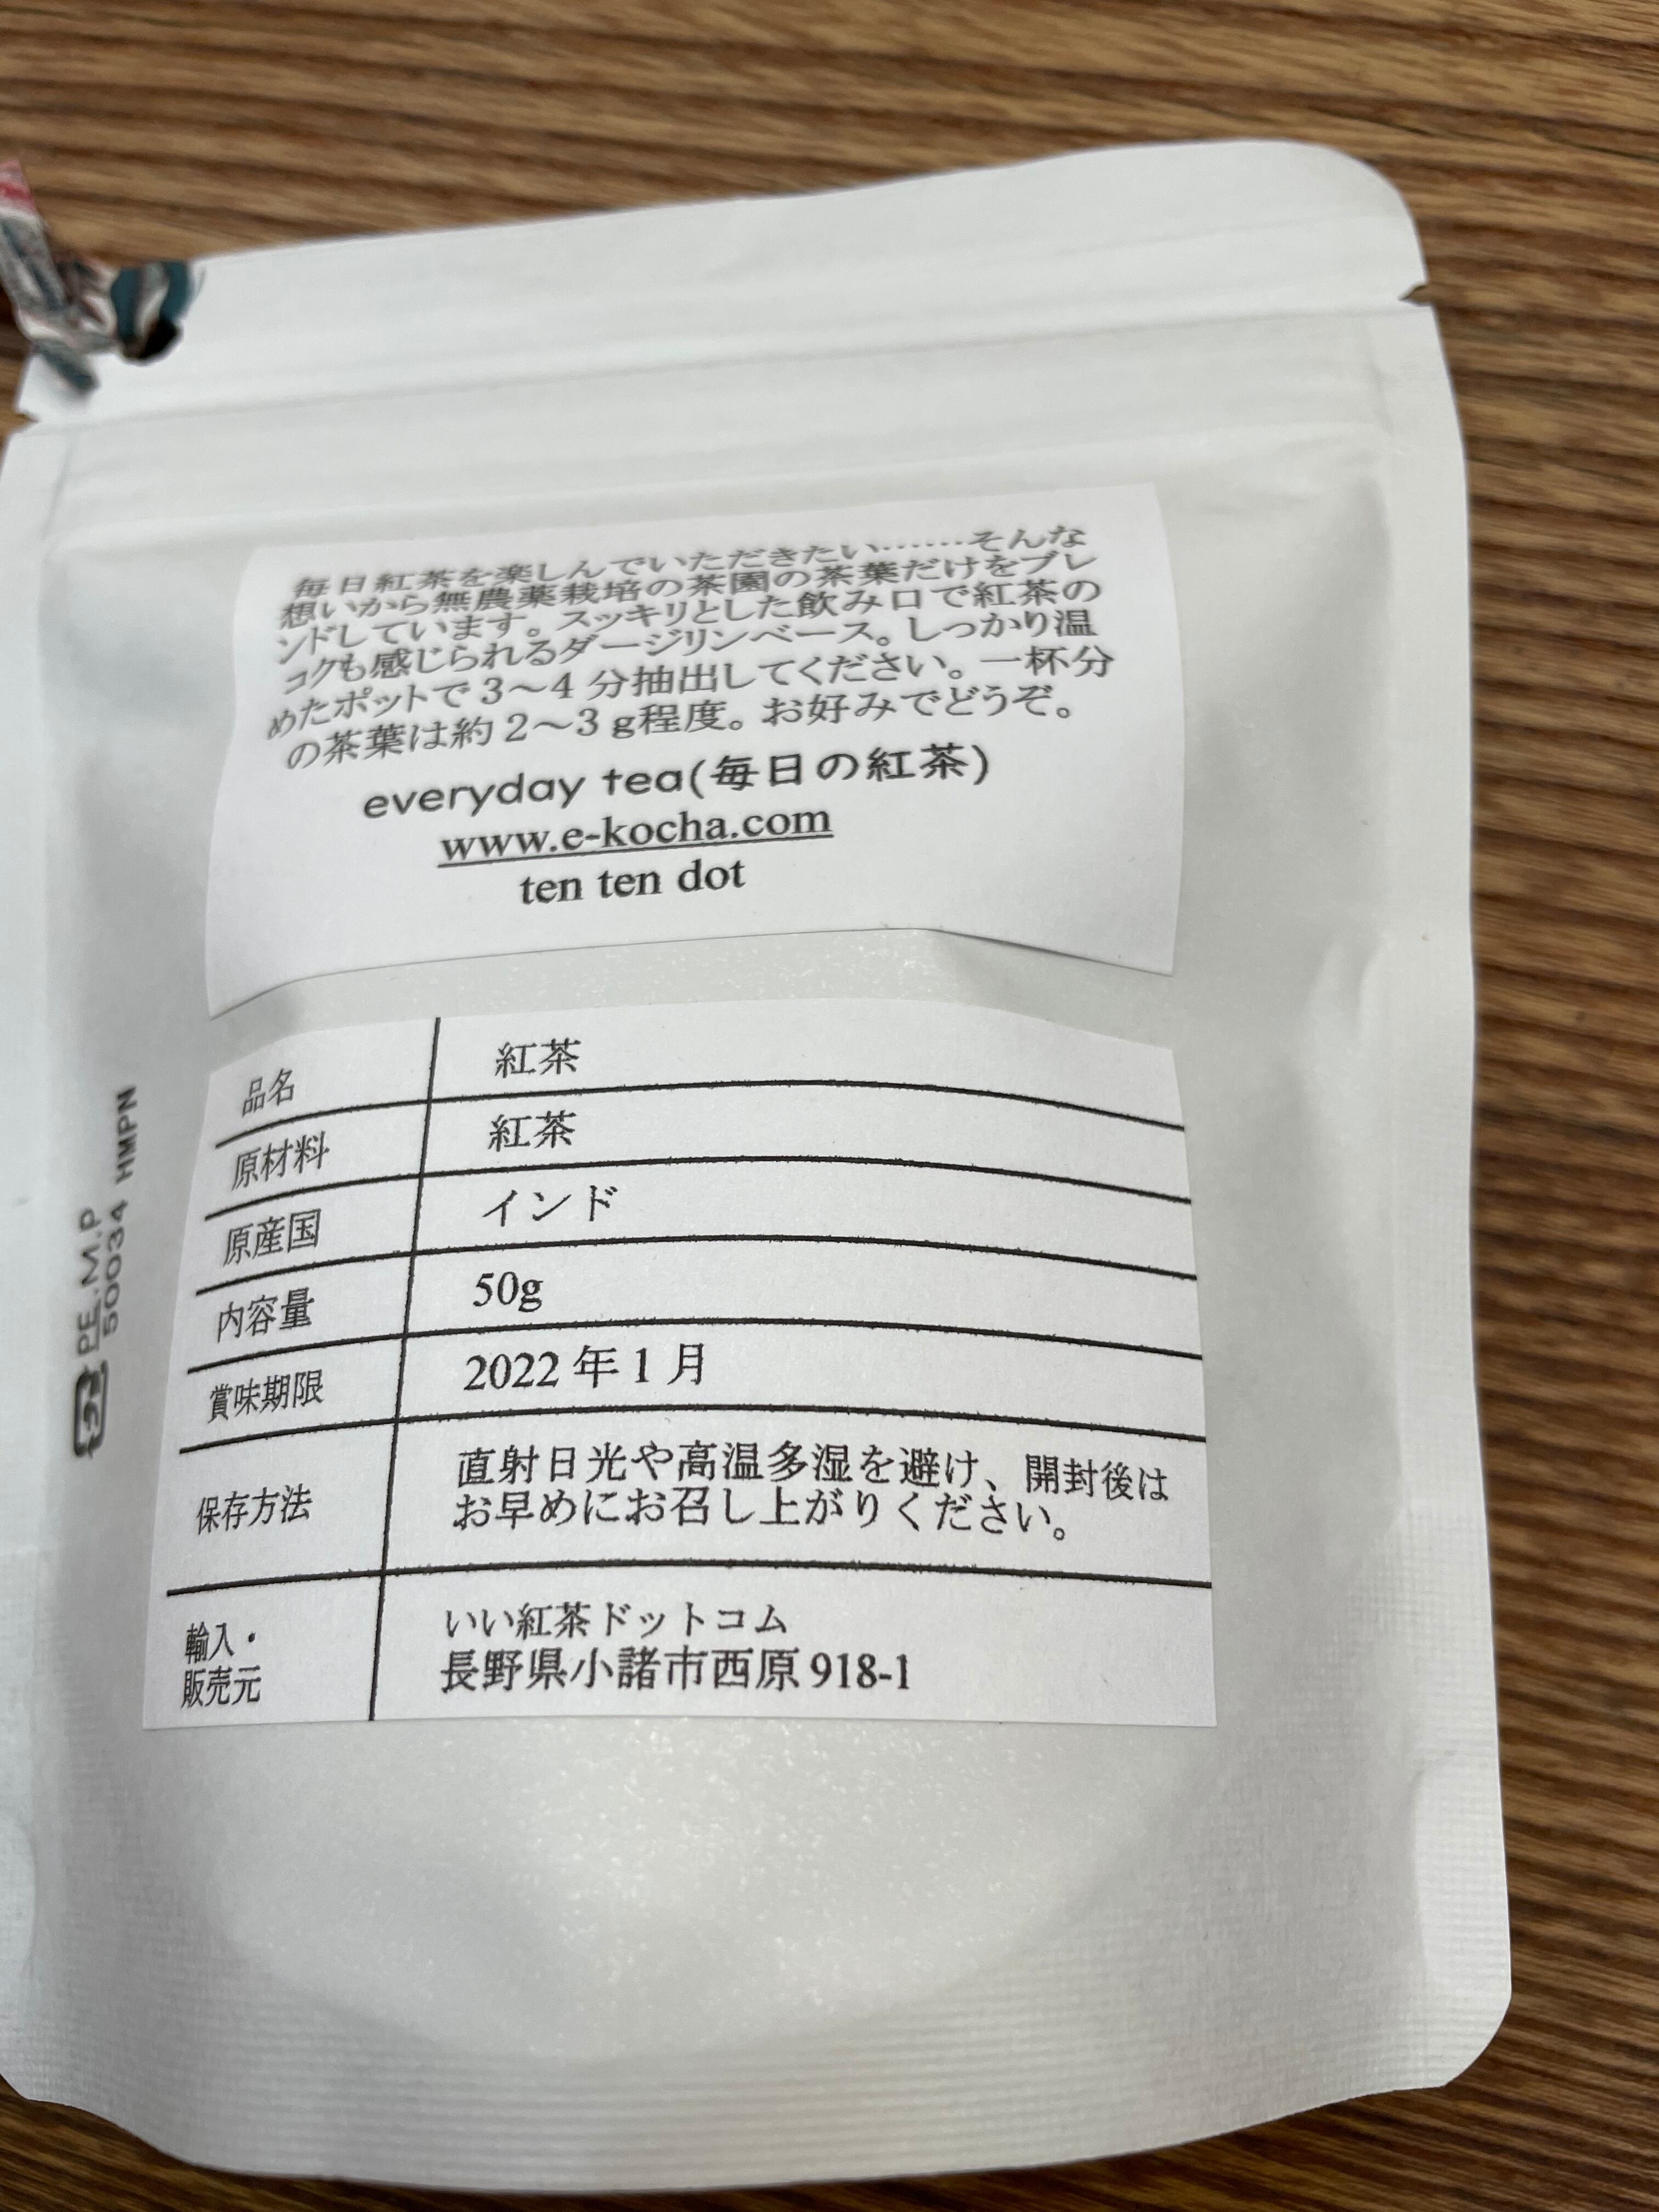 毎日紅茶を楽しんでいただきたい……そんな
想いから無農薬栽培の茶園の茶葉だけをブレ
ンドしています。スッキリとした飲み口で紅茶の
コクも感じられるダージリンベース。しっかり温
めたポットで3～4 分抽出してください。一杯分
の茶葉は約 2～3 g程度。お好みでどうぞ。
everyday tea(毎日の紅茶)
www.e-kocha.com
ten ten dot
品名 紅茶
原材料 紅茶
原産国 インド
内容量 50g
賞味期限 2022 年 1 月
保存方法 直射日光や高温多湿を避け、開封後は
お早めにお召し上がりください。
輸入・ いい紅茶ドットコム
販売元 長野県小諸市西原 918-1
PE.M.P
50034 HMPN